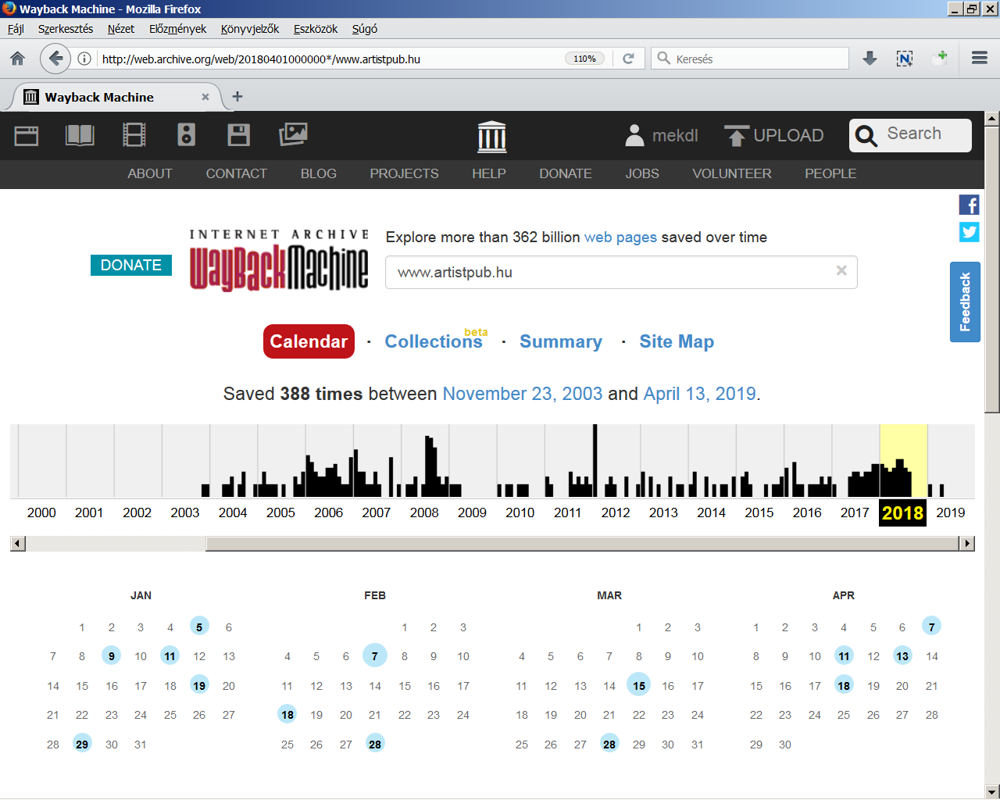 Wayback Machine - Mozilla Firefox
Fájl Szerkesztés Nézet Előzmények Könyvjelzők Eszközök Súgó
http://web.archive.org/web/20180401000000*/www.artistpub.hu 110% Keresés
Wayback Machine
mekdl UPLOAD Search
ABOUT CONTACT BLOG PROJECTS HELP DONATE JOBS VOLUNTEER PEOPLE
INTERNET ARCHIVE
WayBackMachine
DONATE
Explore more than 362 billion web pages saved over time
www.artistpub.hu
Feedback
Calendar · Collections beta · Summary · Site Map
Saved 388 times between November 23, 2003 and April 13, 2019.
2000 2001 2002 2003 2004 2005 2006 2007 2008 2009 2010 2011 2012 2013 2014 2015 2016 2017 2018 2019
JAN
1 2 3 4 5 6
7 8 9 10 11 12 13
14 15 16 17 18 19 20
21 22 23 24 25 26 27
28 29 30 31
FEB
1 2 3
4 5 6 7 8 9 10
11 12 13 14 15 16 17
18 19 20 21 22 23 24
25 26 27 28
MAR
1 2 3
4 5 6 7 8 9 10
11 12 13 14 15 16 17
18 19 20 21 22 23 24
25 26 27 28 29 30 31
APR
1 2 3 4 5 6 7
8 9 10 11 12 13 14
15 16 17 18 19 20 21
22 23 24 25 26 27 28
29 30